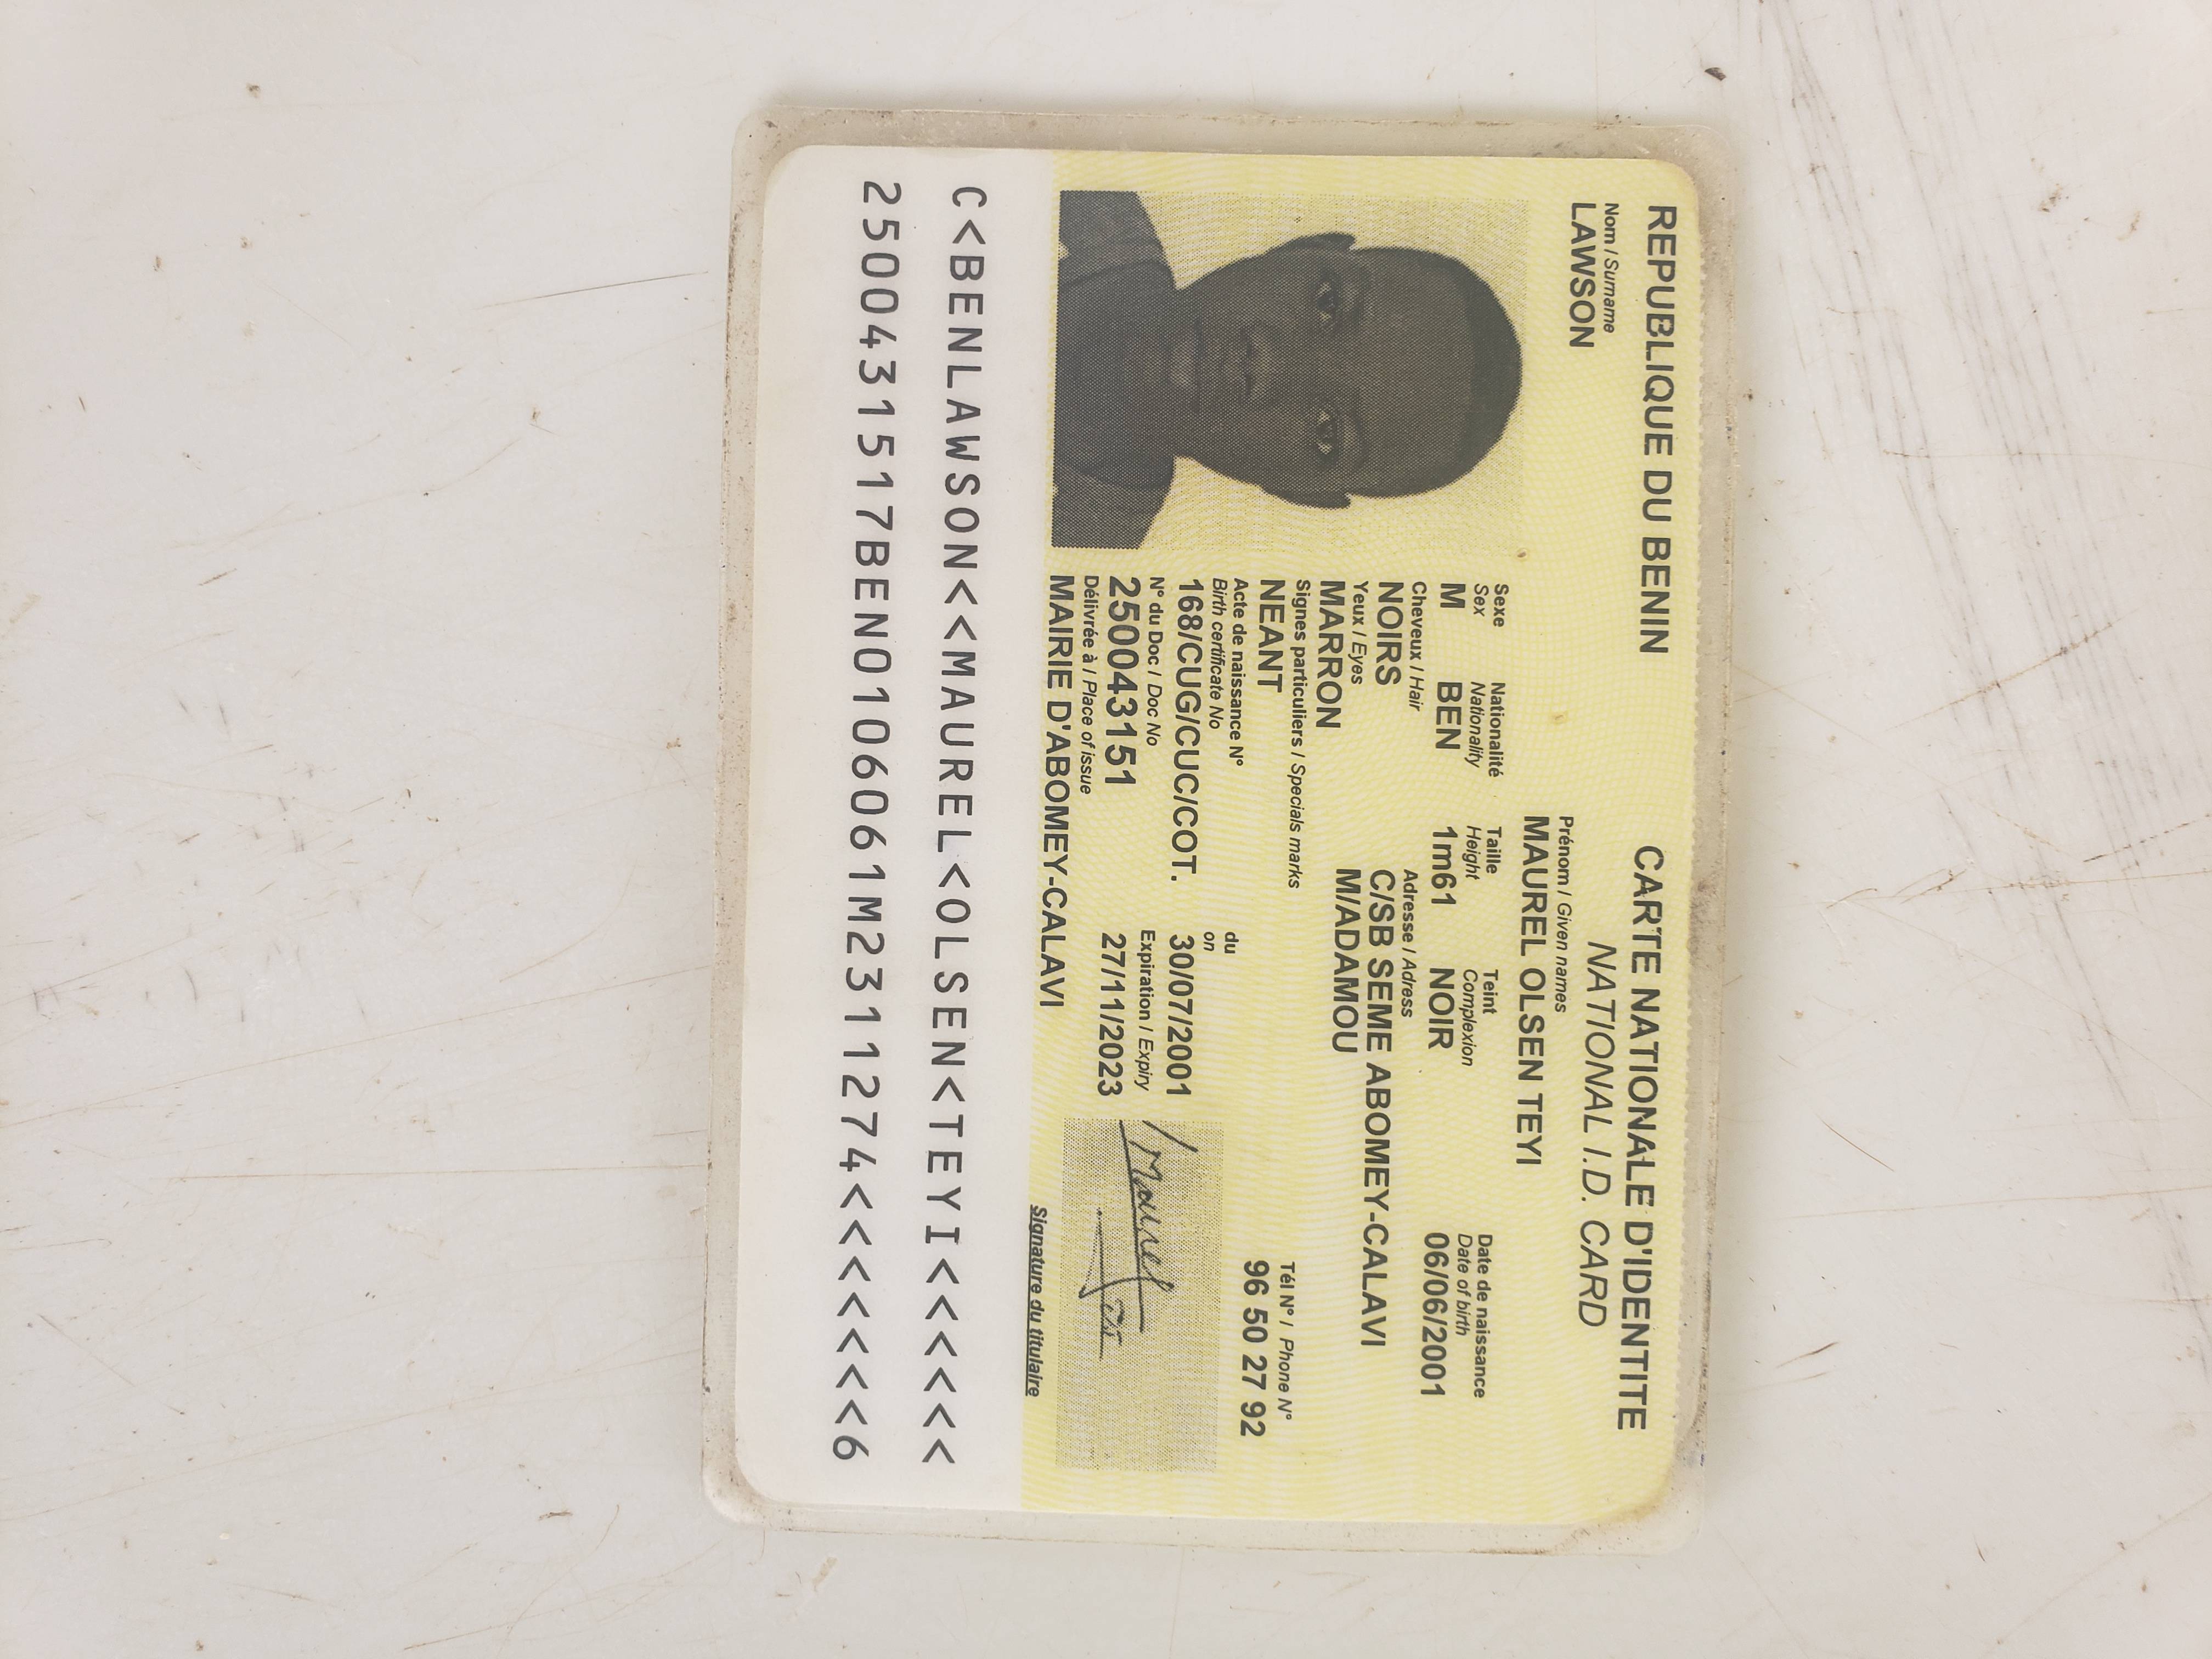 REPUBLIQUE DU BENIN
CARTE NATIONALE D'IDENTITE
NATIONAL I.D. CARD
Nom / Surname
LAWSON
Prénom / Given names
MAUREL OLSEN TEYI
Sexe
Sex
M
Nationalité
Nationality
BEN
Taille
Height
1m61
Teint
Complexion
NOIR
Date de naissance
Date of birth
06/06/2001
Cheveux / Hair
NOIRS
Adresse / Adress
C/SB SEME ABOMEY-CALAVI
M/ADAMOU
Yeux / Eyes
MARRON
Signes particuliers / Specials marks
NEANT
Tél N° / Phone N°
96 50 27 92
Acte de naissance N°
Birth certificate No
168/CUG/CUC/COT.
du
on
30/07/2001
N° du Doc / Doc No
250043151
Expiration / Expiry
27/11/2023
Délivrée à / Place of issue
MAIRIE D'ABOMEY-CALAVI
Maurel
Signature du titulaire
C<BENLAWSON<<MAUREL<OLSEN<TEYI<<<<<<
2500431517BEN0106061M2311274<<<<<<<6